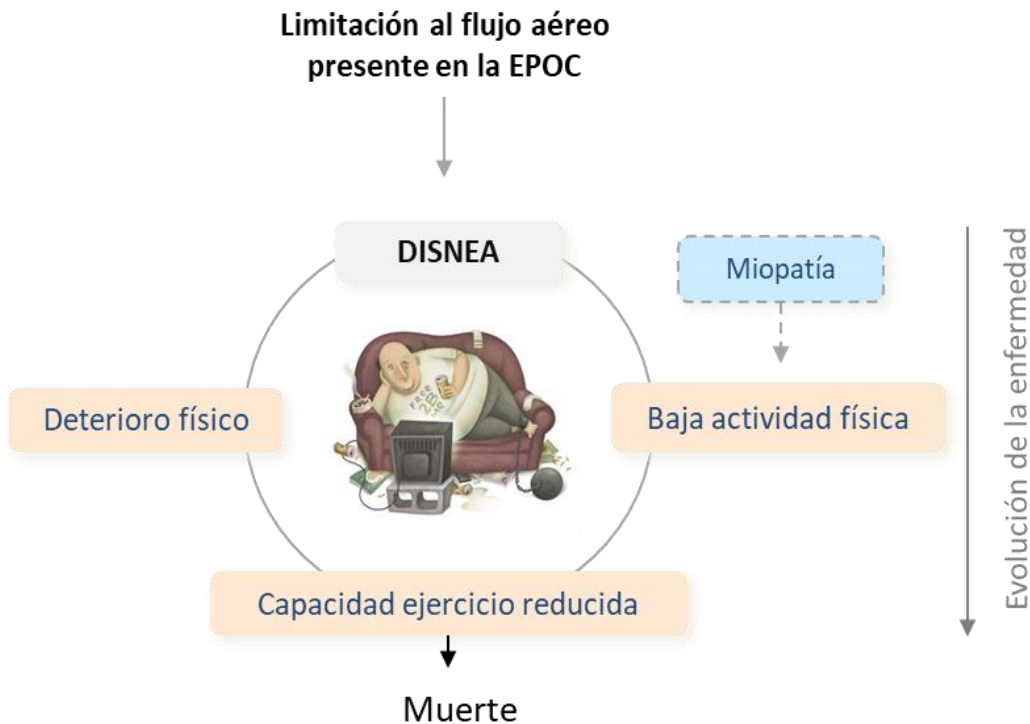 Limitación al flujo aéreo
presente en la EPOC
DISNEA
Miopatía
Deterioro físico
Baja actividad física
Capacidad ejercicio reducida
Muerte
Evolución de la enfermedad
FREE